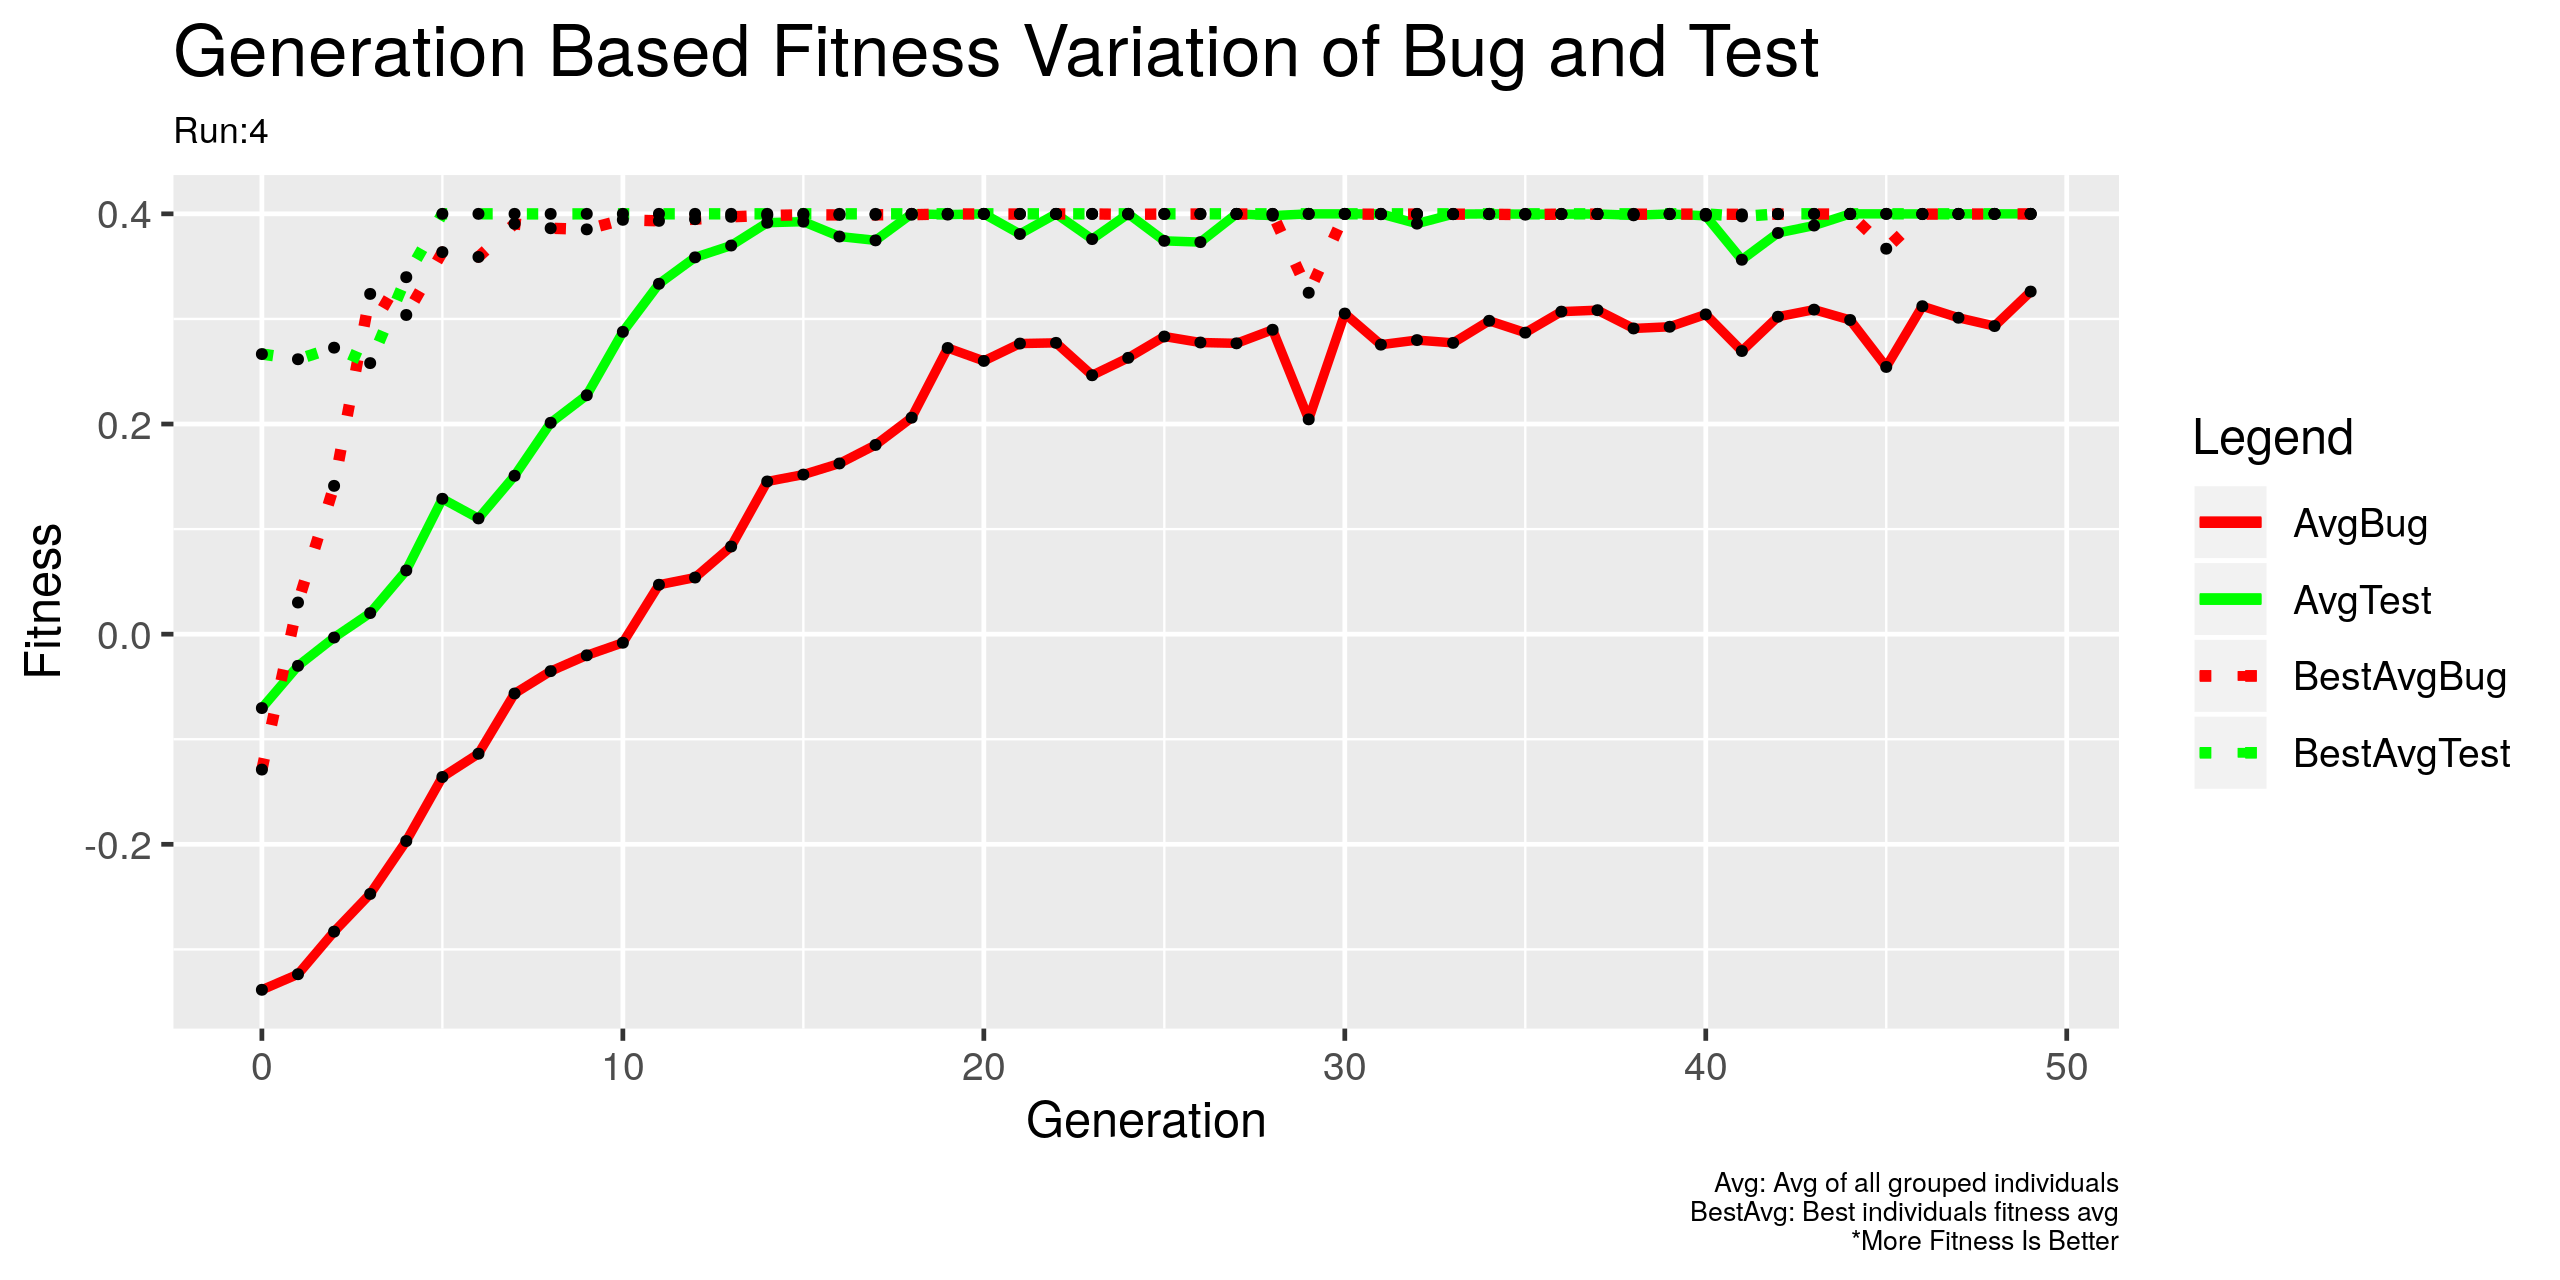 Generation Based Fitness Variation of Bug and Test
Run:4
Fitness
0.4
0.2
0.0
-0.2
0 10 20 30 40 50
Generation
Legend
AvgBug
AvgTest
BestAvgBug
BestAvgTest
Avg: Avg of all grouped individuals
BestAvg: Best individuals fitness avg
*More Fitness Is Better